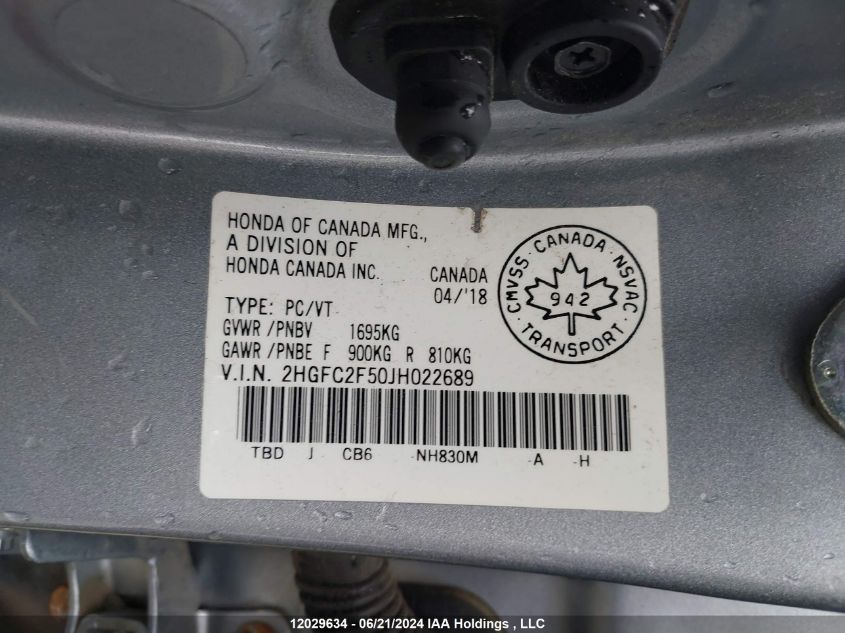 HONDA OF CANADA MFG.,
A DIVISION OF
HONDA CANADA INC.
CANADA
04/'18
TYPE: PC/VT
GVWR /PNBV 1695KG
GAWR /PNBE F 900KG R 810KG
V.I.N. 2HGFC2F50JH022689
TBD J CB6 NH830M A H
CMVSS · CANADA · NSVAC
942
· TRANSPORT ·
12029634 - 06/21/2024 IAA Holdings , LLC